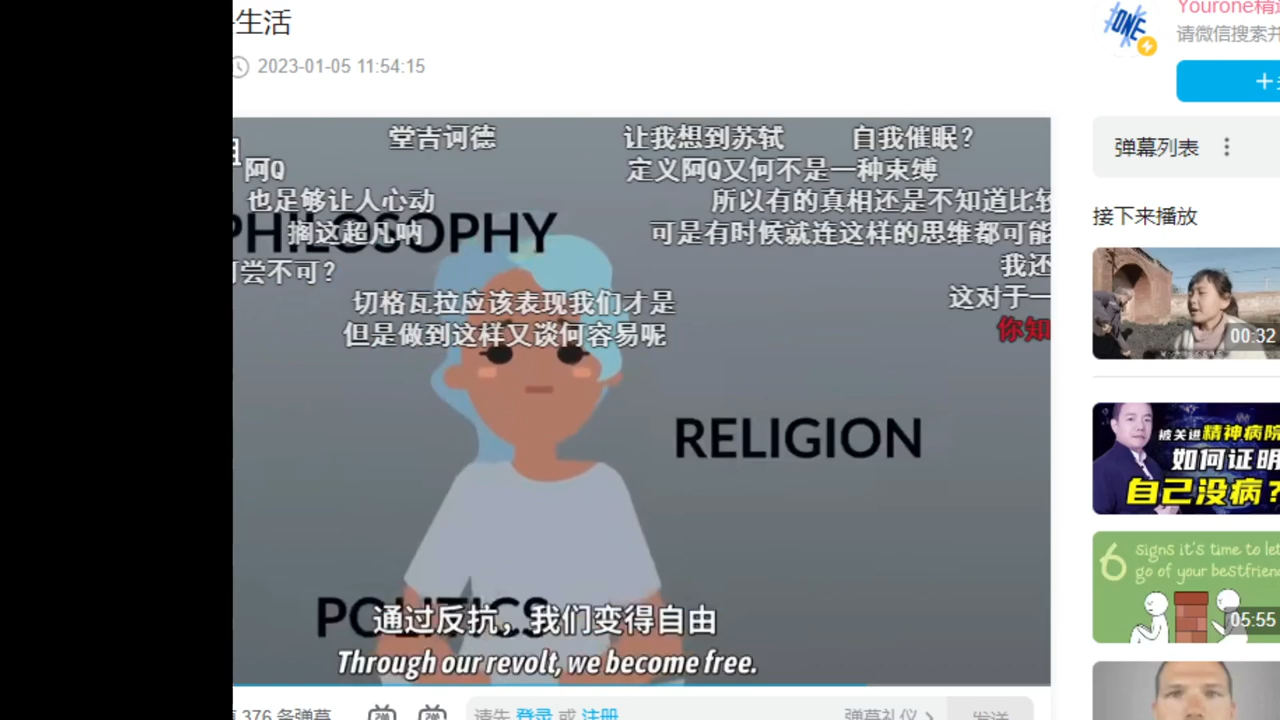 生活
2023-01-05 11:54:15
Yourone精
请微信搜索并
弹幕列表
接下来播放
堂吉诃德
让我想到苏轼
自我催眠?
阿Q
定义阿Q又何不是一种束缚
也足够让人心动
所以有的真相还是不知道比较
PHILOSOPHY
搁这超凡呐
可是有时候就连这样的思维都可能
尝不可?
我还
切格瓦拉应该表现我们才是
这对于一
但是做到这样又谈何容易呢
你知
RELIGION
POLITICS
通过反抗，我们变得自由
Through our revolt, we become free.
00:32
被关进精神病院
如何证明
自己没病?
6 signs it's time to let
go of your bestfriend
05:55
376 条弹幕
弹
弹
请先 登录 或 注册
弹幕礼仪 >
发送